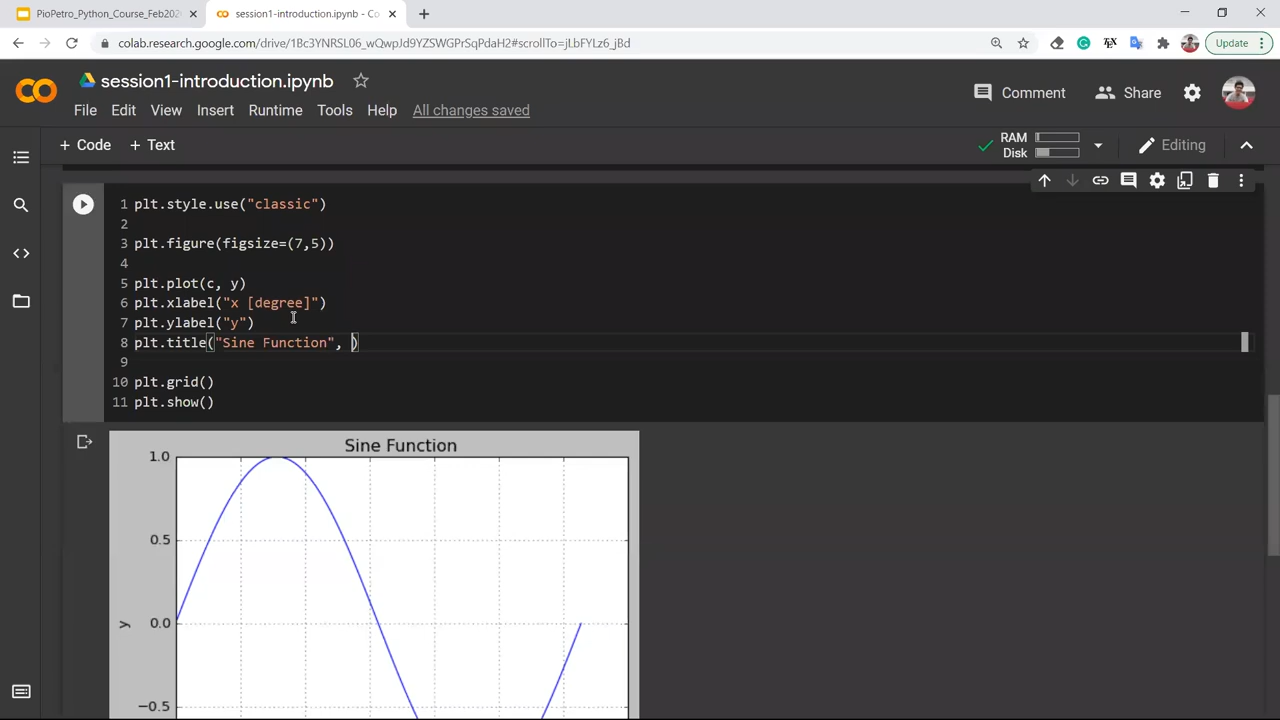 PioPetro_Python_Course_Feb202
session1-introduction.ipynb - Co
colab.research.google.com/drive/1Bc3YNRSL06_wQwpJd9YZSWGPrSqPdaH2#scrollTo=jLbFYLz6_jBd
Update
session1-introduction.ipynb
File Edit View Insert Runtime Tools Help All changes saved
Comment Share
+ Code + Text
RAM
Disk
Editing
1 plt.style.use("classic")
2
3 plt.figure(figsize=(7,5))
4
5 plt.plot(c, y)
6 plt.xlabel("x [degree]")
7 plt.ylabel("y")
8 plt.title("Sine Function", )
9
10 plt.grid()
11 plt.show()
Sine Function
1.0
0.5
0.0
y
−0.5